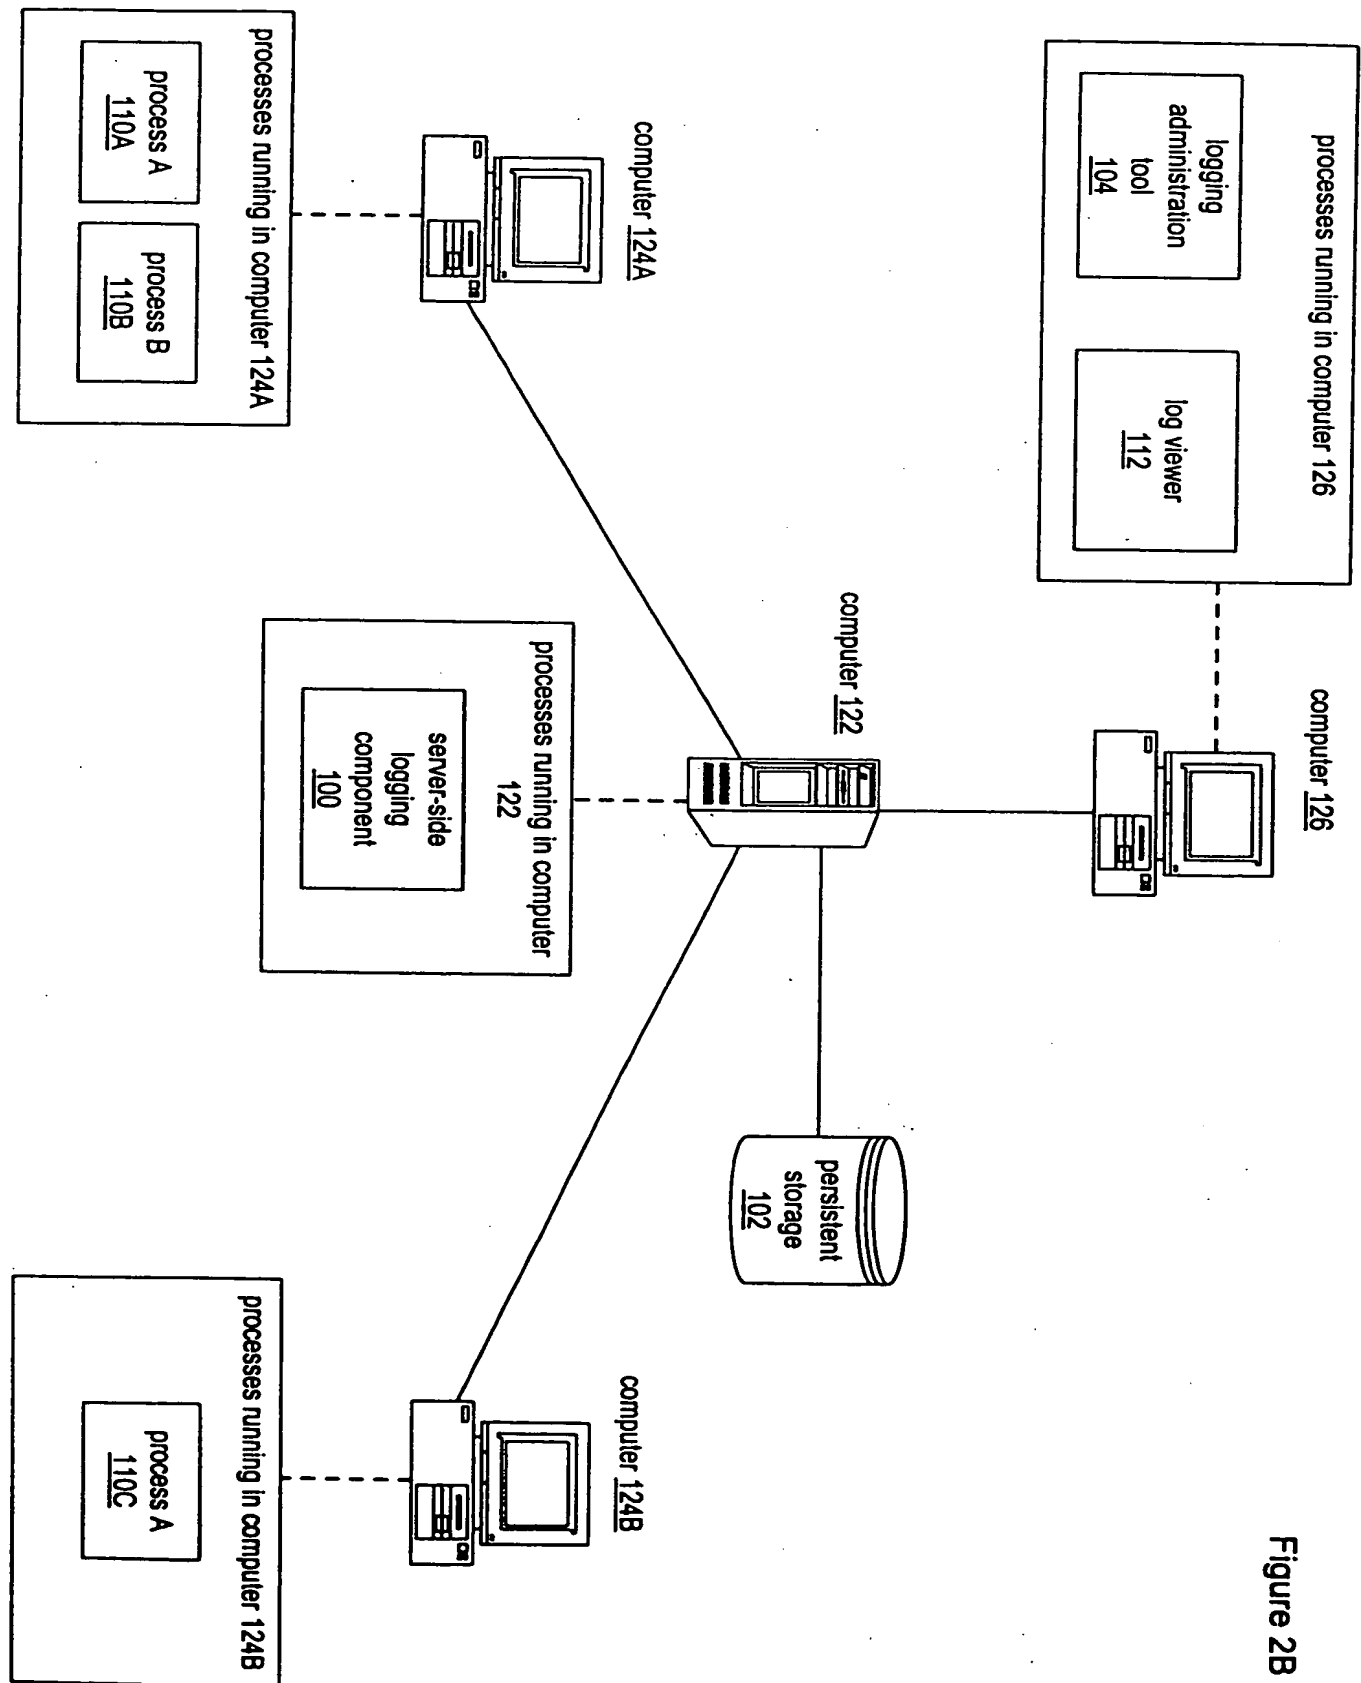 Figure 2B
processes running in computer 126
logging
administration
tool
104
log viewer
112
computer 126
computer 122
persistent
storage
102
computer 124A
computer 124B
processes running in computer
122
server-side
logging
component
100
processes running in computer 124A
process A
110A
process B
110B
processes running in computer 124B
process A
110C